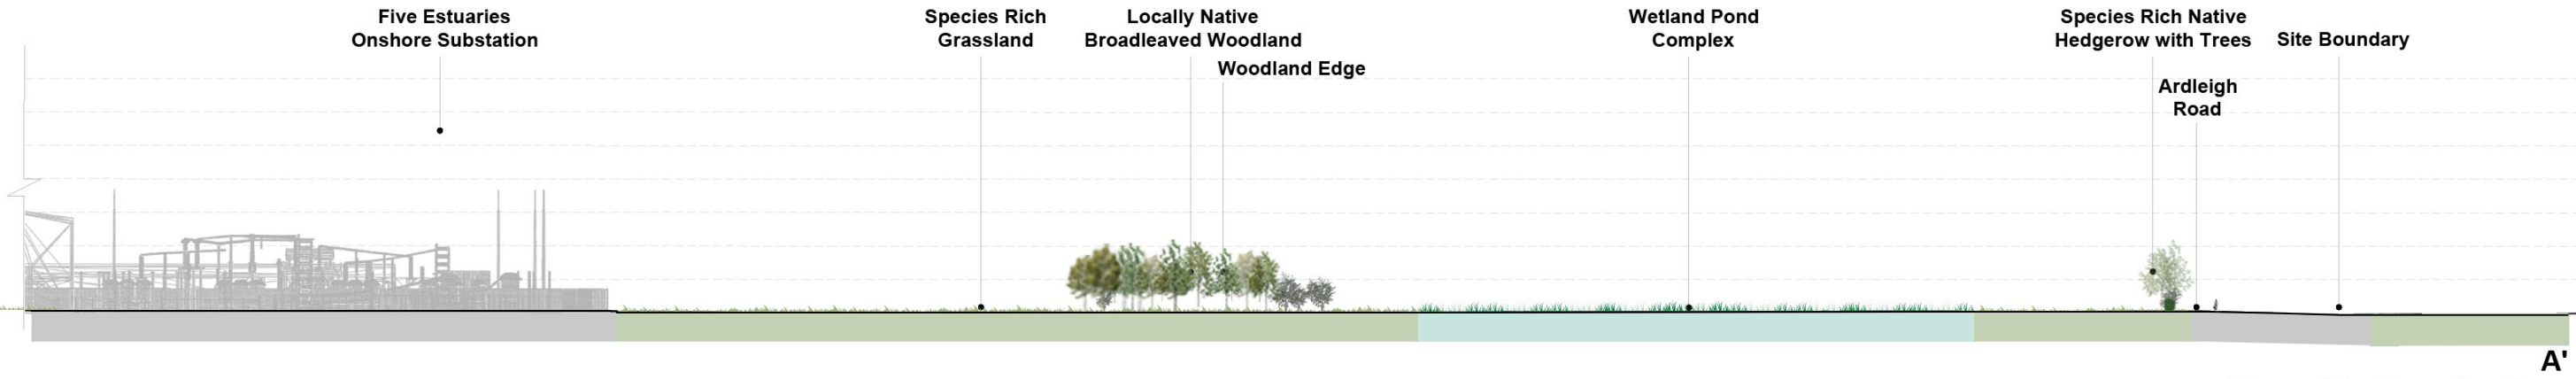 Five Estuaries
Onshore Substation
Species Rich
Grassland
Locally Native
Broadleaved Woodland
Woodland Edge
Wetland Pond
Complex
Species Rich Native
Hedgerow with Trees
Ardleigh
Road
Site Boundary
A'